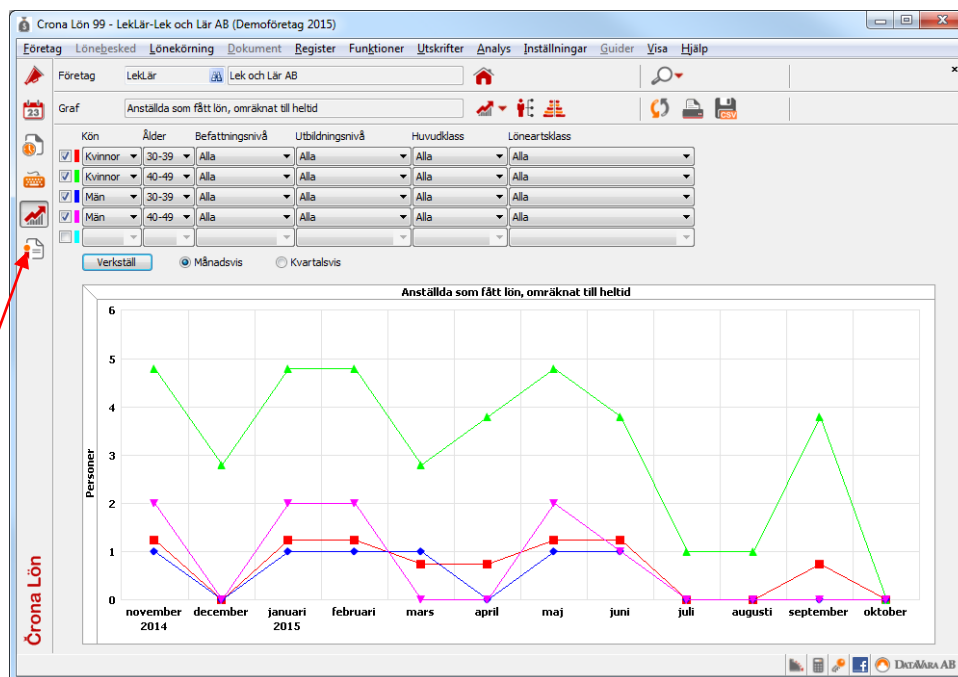 Crona Lön 99 - LekLär-Lek och Lär AB (Demoföretag 2015)
Företag Lönebesked Lönekörning Dokument Register Funktioner Utskrifter Analys Inställningar Guider Visa Hjälp
Företag LekLär Lek och Lär AB
23
Graf Anställda som fått lön, omräknat till heltid
CSV
Kön Ålder Befattningsnivå Utbildningsnivå Huvudklass Löneartsklass
Kvinnor 30-39 Alla Alla Alla Alla
Kvinnor 40-49 Alla Alla Alla Alla
Män 30-39 Alla Alla Alla Alla
Män 40-49 Alla Alla Alla Alla
Verkställ Månadsvis Kvartalsvis
Anställda som fått lön, omräknat till heltid
6
5
4
3
2
1
0
Personer
november december januari februari mars april maj juni juli augusti september oktober
2014 2015
Crona Lön
DataVara AB